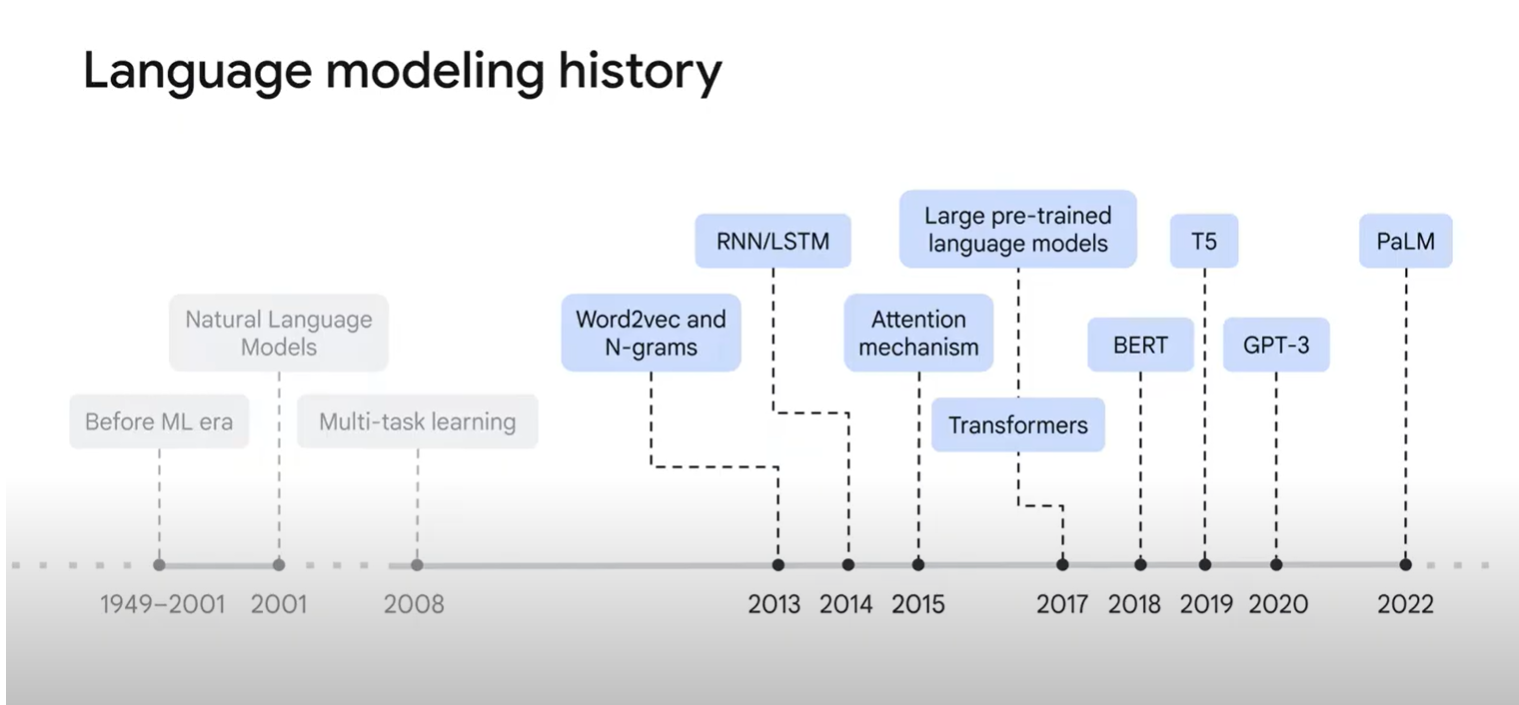 Language modeling history
Large pre-trained
language models
RNN/LSTM
T5
PaLM
Natural Language
Models
Word2vec and
N-grams
Attention
mechanism
BERT
GPT-3
Before ML era
Multi-task learning
Transformers
1949–2001
2001
2008
2013
2014
2015
2017
2018
2019
2020
2022